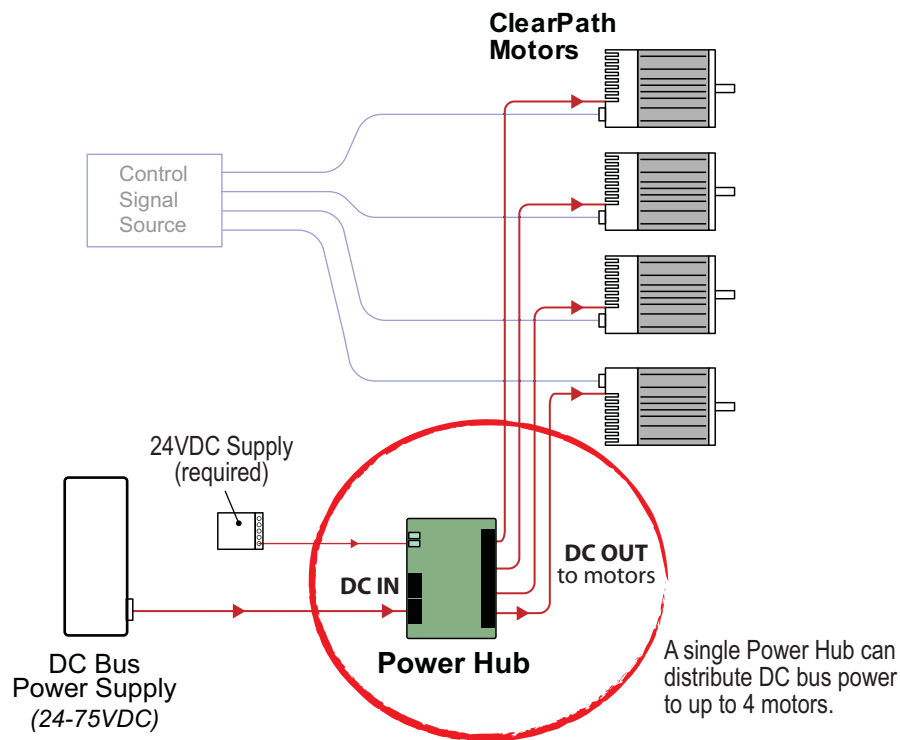 ClearPath
Motors
Control
Signal
Source
24VDC Supply
(required)
DC IN
DC OUT
to motors
Power Hub
DC Bus
Power Supply
(24-75VDC)
A single Power Hub can
distribute DC bus power
to up to 4 motors.